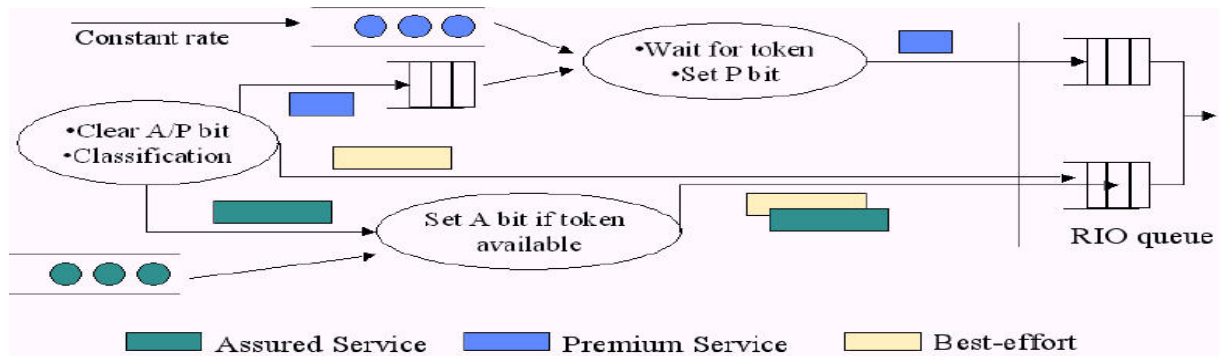 Constant rate
•Wait for token
•Set P bit
•Clear A/P bit
•Classification
Set A bit if token
available
RIO queue
Assured Service
Premium Service
Best-effort